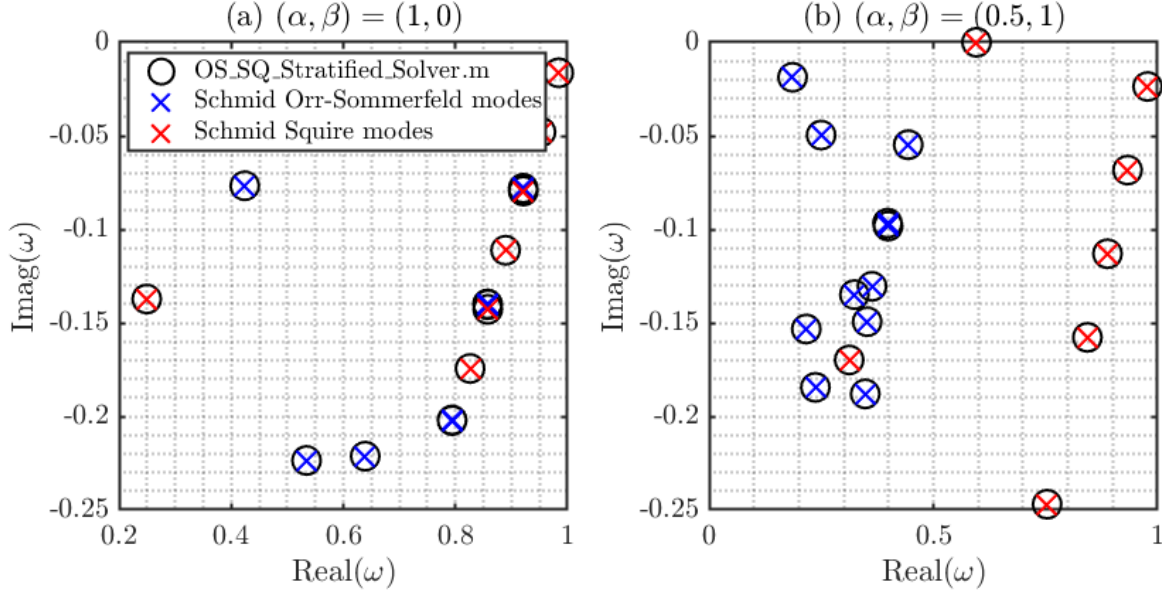 (a) (α, β) = (1, 0)
(b) (α, β) = (0.5, 1)
OS_SQ_Stratified_Solver.m
Schmid Orr-Sommerfeld modes
Schmid Squire modes
Imag(ω)
0
-0.05
-0.1
-0.15
-0.2
-0.25
0.2
0.4
0.6
0.8
1
Real(ω)
Imag(ω)
0
-0.05
-0.1
-0.15
-0.2
-0.25
0
0.5
1
Real(ω)